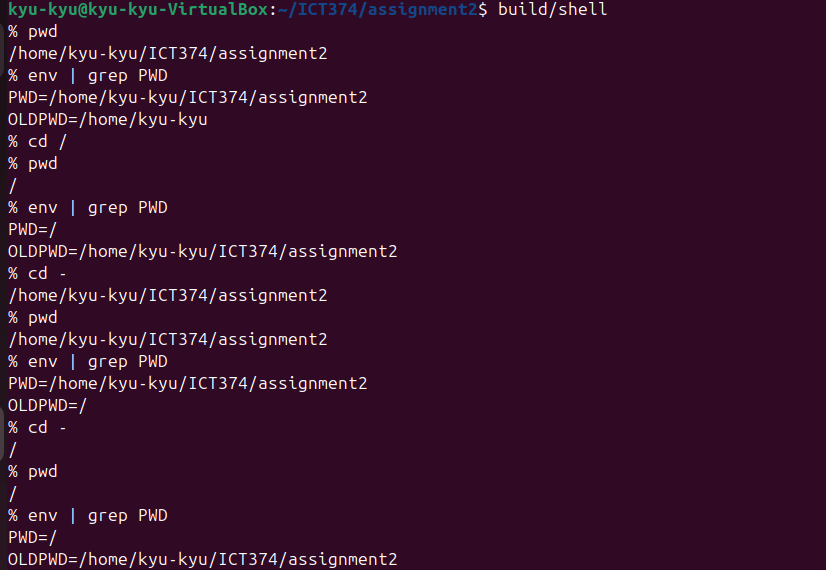 kyu-kyu@kyu-kyu-VirtualBox:~/ICT374/assignment2$ build/shell
% pwd
/home/kyu-kyu/ICT374/assignment2
% env | grep PWD
PWD=/home/kyu-kyu/ICT374/assignment2
OLDPWD=/home/kyu-kyu
% cd /
% pwd
/
% env | grep PWD
PWD=/
OLDPWD=/home/kyu-kyu/ICT374/assignment2
% cd -
/home/kyu-kyu/ICT374/assignment2
% pwd
/home/kyu-kyu/ICT374/assignment2
% env | grep PWD
PWD=/home/kyu-kyu/ICT374/assignment2
OLDPWD=/
% cd -
/
% pwd
/
% env | grep PWD
PWD=/
OLDPWD=/home/kyu-kyu/ICT374/assignment2